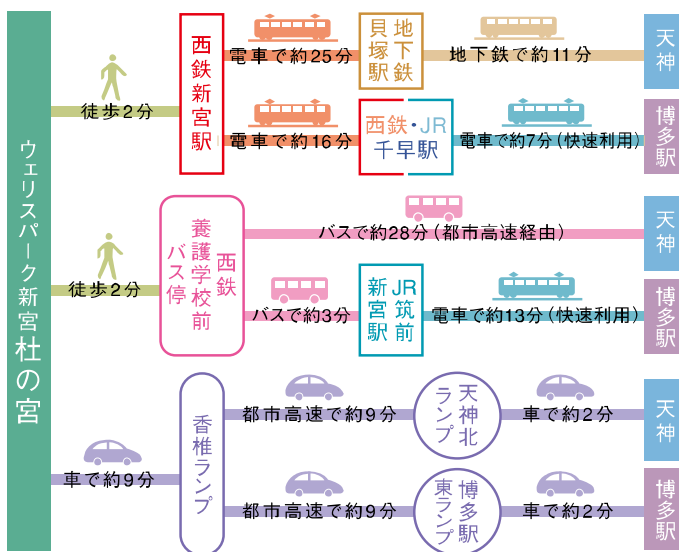 ウェリスパーク新宮杜の宮
徒歩2分
西鉄新宮駅
電車で約25分
地下鉄
貝塚駅
地下鉄で約11分
天神
電車で約16分
西鉄・JR
千早駅
電車で約7分(快速利用)
博多駅
徒歩2分
西鉄
養護学校前
バス停
バスで約28分(都市高速経由)
天神
バスで約3分
JR筑前
新宮駅
電車で約13分(快速利用)
博多駅
車で約9分
香椎ランプ
都市高速で約9分
天神北
ランプ
車で約2分
天神
都市高速で約9分
博多駅
東ランプ
車で約2分
博多駅